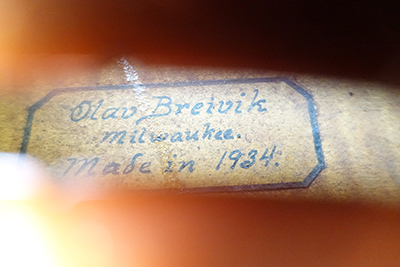 Olav Breivik
Milwaukee.
Made in 1934.